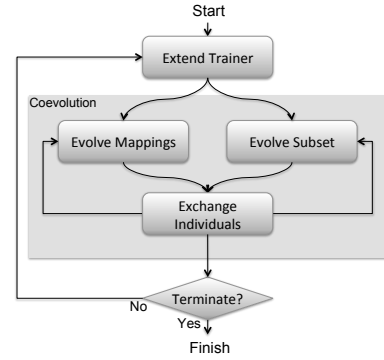 Start
Extend Trainer
Coevolution
Evolve Mappings
Evolve Subset
Exchange
Individuals
Terminate?
No
Yes
Finish